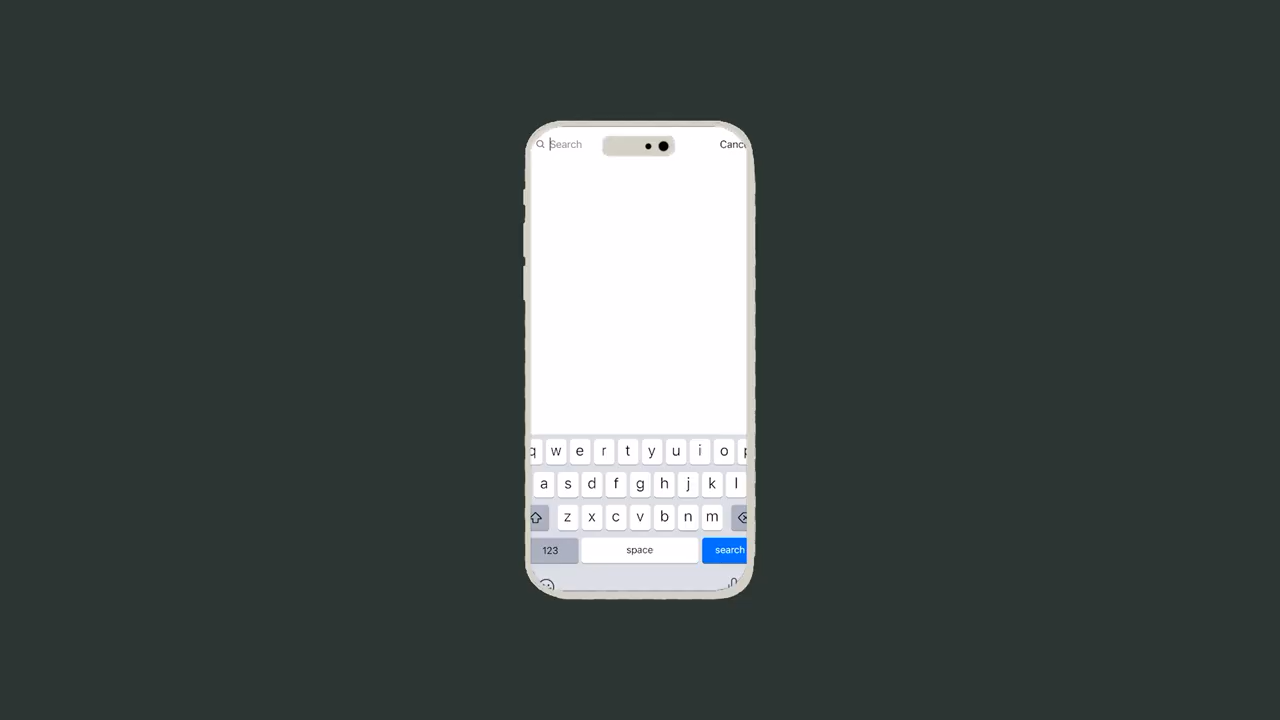 Search Canc
q w e r t y u i o p
a s d f g h j k l
z x c v b n m
123 space search